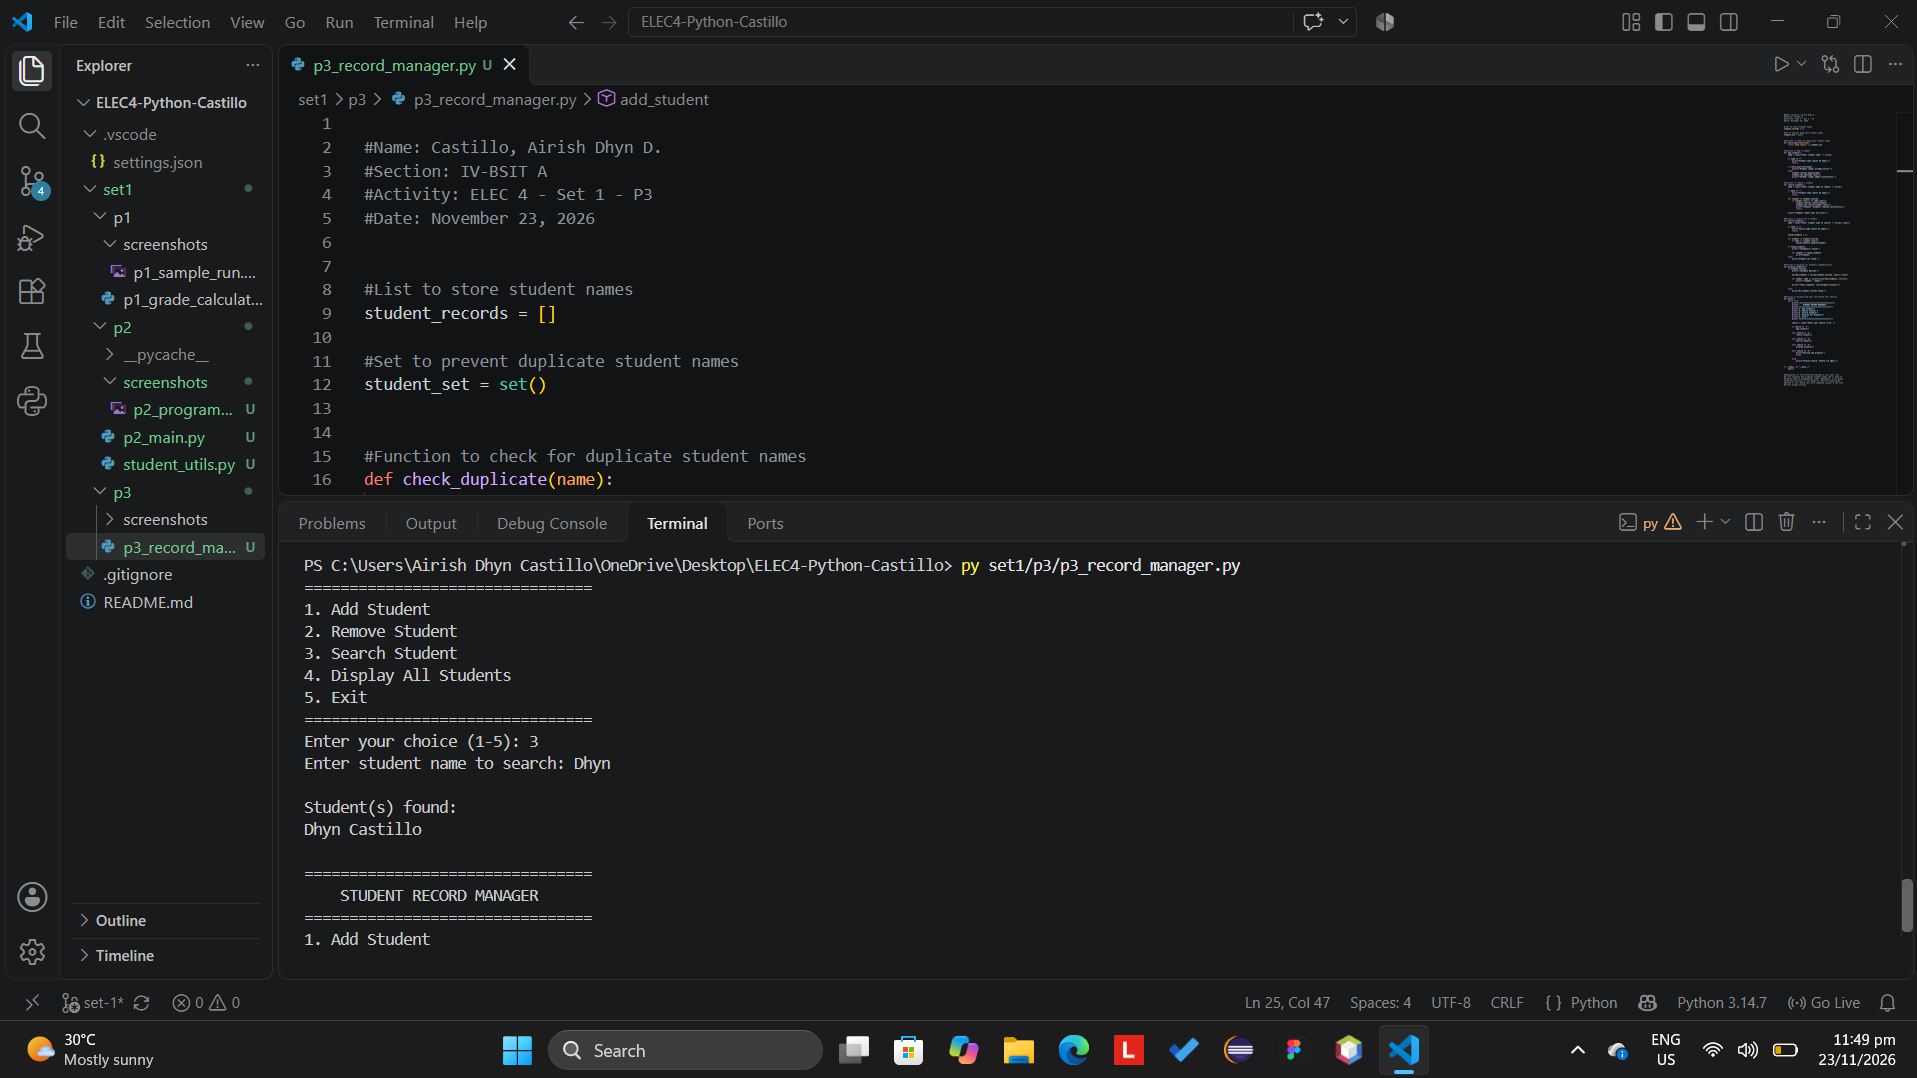 File Edit Selection View Go Run Terminal Help
ELEC4-Python-Castillo
Explorer
ELEC4-Python-Castillo
.vscode
{} settings.json
set1
p1
screenshots
p1_sample_run....
p1_grade_calculat...
p2
__pycache__
screenshots
p2_program... U
p2_main.py U
student_utils.py U
p3
screenshots
p3_record_ma... U
.gitignore
README.md
Outline
Timeline
4
p3_record_manager.py U
set1 > p3 > p3_record_manager.py > add_student
1
2 #Name: Castillo, Airish Dhyn D.
3 #Section: IV-BSIT A
4 #Activity: ELEC 4 - Set 1 - P3
5 #Date: November 23, 2026
6
7
8 #List to store student names
9 student_records = []
10
11 #Set to prevent duplicate student names
12 student_set = set()
13
14
15 #Function to check for duplicate student names
16 def check_duplicate(name):
Problems Output Debug Console Terminal Ports
py
PS C:\Users\Airish Dhyn Castillo\OneDrive\Desktop\ELEC4-Python-Castillo> py set1/p3/p3_record_manager.py
================================
1. Add Student
2. Remove Student
3. Search Student
4. Display All Students
5. Exit
================================
Enter your choice (1-5): 3
Enter student name to search: Dhyn
Student(s) found:
Dhyn Castillo
================================
STUDENT RECORD MANAGER
================================
1. Add Student
set-1* 0 0
Ln 25, Col 47 Spaces: 4 UTF-8 CRLF {} Python Python 3.14.7 Go Live
30°C
Mostly sunny
Search
L
ENG
US
11:49 pm
23/11/2026